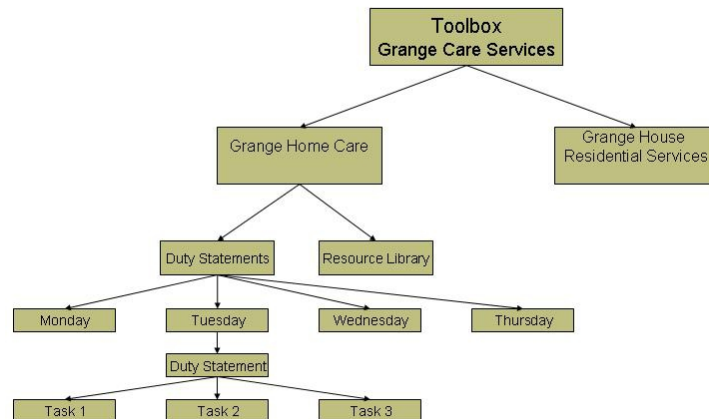 Toolbox
Grange Care Services
Grange Home Care
Grange House
Residential Services
Duty Statements
Resource Library
Monday
Tuesday
Wednesday
Thursday
Duty Statement
Task 1
Task 2
Task 3